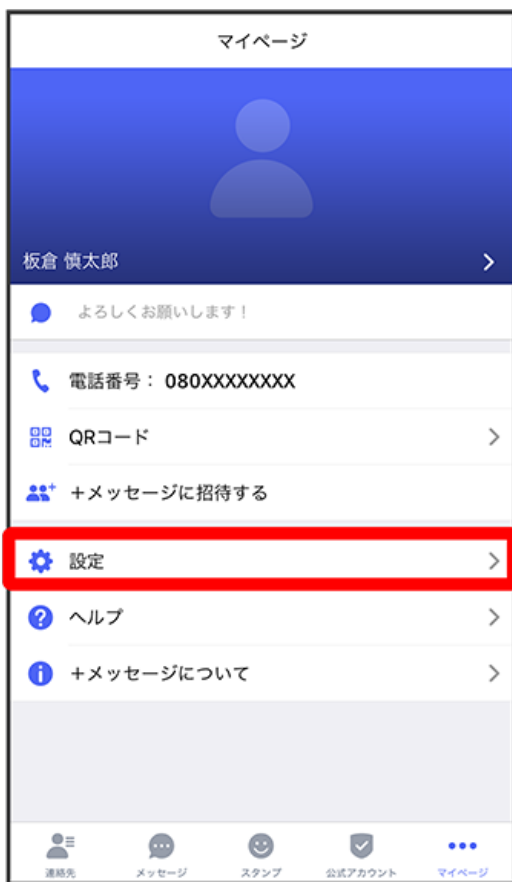 マイページ
板倉 慎太郎
よろしくお願いします！
電話番号： 080XXXXXXXX
QRコード
+メッセージに招待する
設定
ヘルプ
+メッセージについて
連絡先 メッセージ スタンプ 公式アカウント マイページ